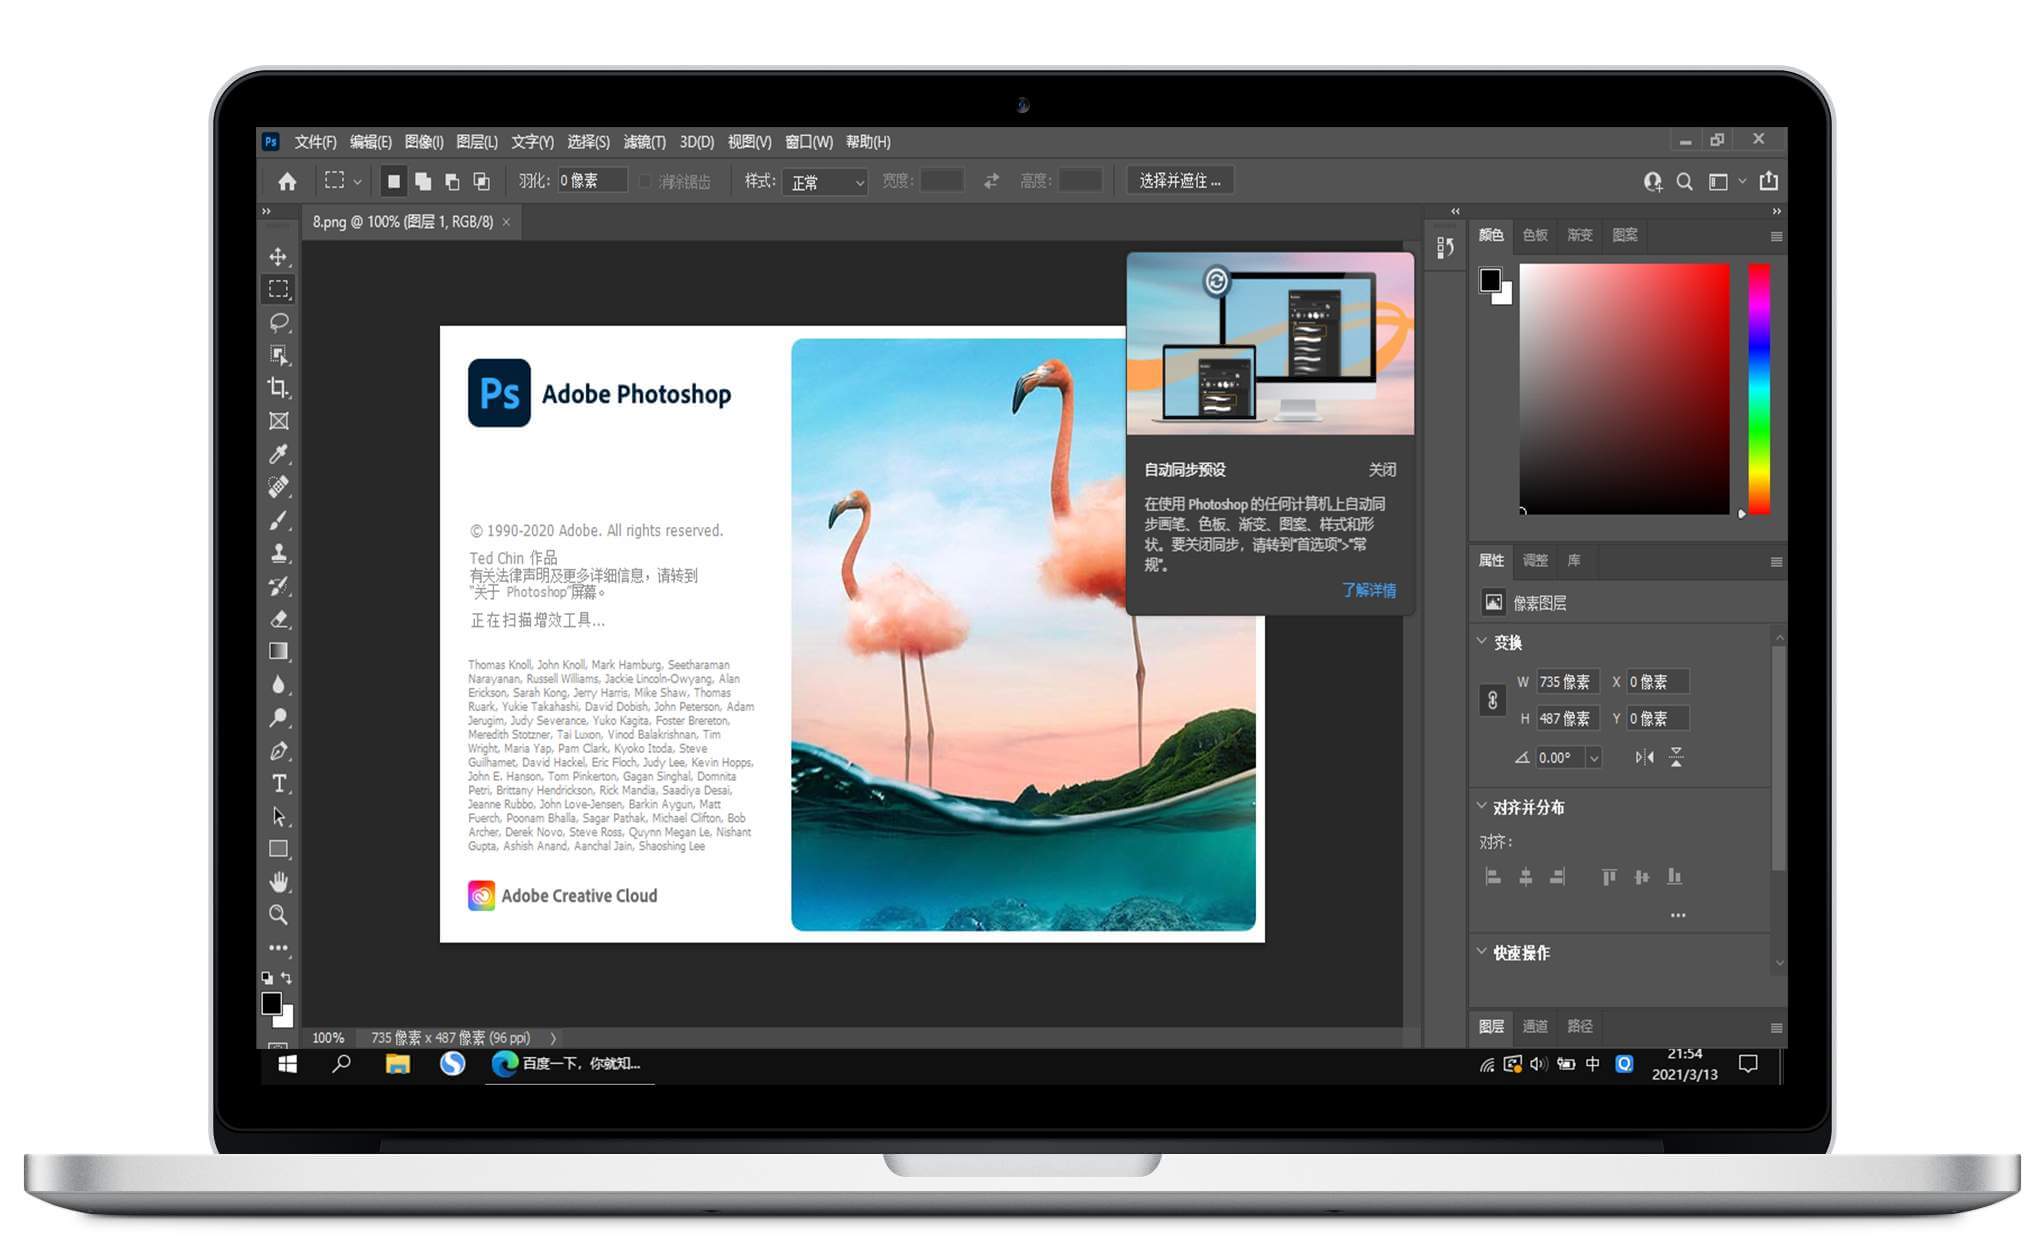 Ps 文件(F) 编辑(E) 图像(I) 图层(L) 文字(Y) 选择(S) 滤镜(T) 3D(D) 视图(V) 窗口(W) 帮助(H)
羽化: 0 像素 消除锯齿 样式: 正常 宽度: 高度: 选择并遮住 ...
8.png @ 100% (图层 1, RGB/8) ×
Ps Adobe Photoshop
© 1990-2020 Adobe. All rights reserved.
Ted Chin 作品
有关法律声明及更多详细信息，请转到
"关于 Photoshop"屏幕。
正在扫描增效工具...
Thomas Knoll, John Knoll, Mark Hamburg, Seetharaman
Narayanan, Russell Williams, Jackie Lincoln-Owyang, Alan
Erickson, Sarah Kong, Jerry Harris, Mike Shaw, Thomas
Ruark, Yukie Takahashi, David Dobish, John Peterson, Adam
Jerugim, Judy Severance, Yuko Kagita, Foster Brereton,
Meredith Stotzner, Tai Luxon, Vinod Balakrishnan, Tim
Wright, Maria Yap, Pam Clark, Kyoko Itoda, Steve
Guilhamet, David Hackel, Eric Floch, Judy Lee, Kevin Hopps,
John E. Hanson, Tom Pinkerton, Gagan Singhal, Domnita
Petri, Brittany Hendrickson, Rick Mandia, Saadiya Desai,
Jeanne Rubbo, John Love-Jensen, Barkin Aygun, Matt
Fuerch, Poonam Bhalla, Sagar Pathak, Michael Clifton, Bob
Archer, Derek Novo, Steve Ross, Quynn Megan Le, Nishant
Gupta, Ashish Anand, Aanchal Jain, Shaoshing Lee
Adobe Creative Cloud
自动同步预设 关闭
在使用 Photoshop 的任何计算机上自动同
步画笔、色板、渐变、图案、样式和形
状。要关闭同步，请转到"首选项">"常
规"。
了解详情
颜色 色板 渐变 图案
属性 调整 库
像素图层
变换
W 735 像素 X 0 像素
H 487 像素 Y 0 像素
0.00°
对齐并分布
对齐:
...
快速操作
图层 通道 路径
100% 735 像素 x 487 像素 (96 ppi)
百度一下，你就知...
中
21:54
2021/3/13